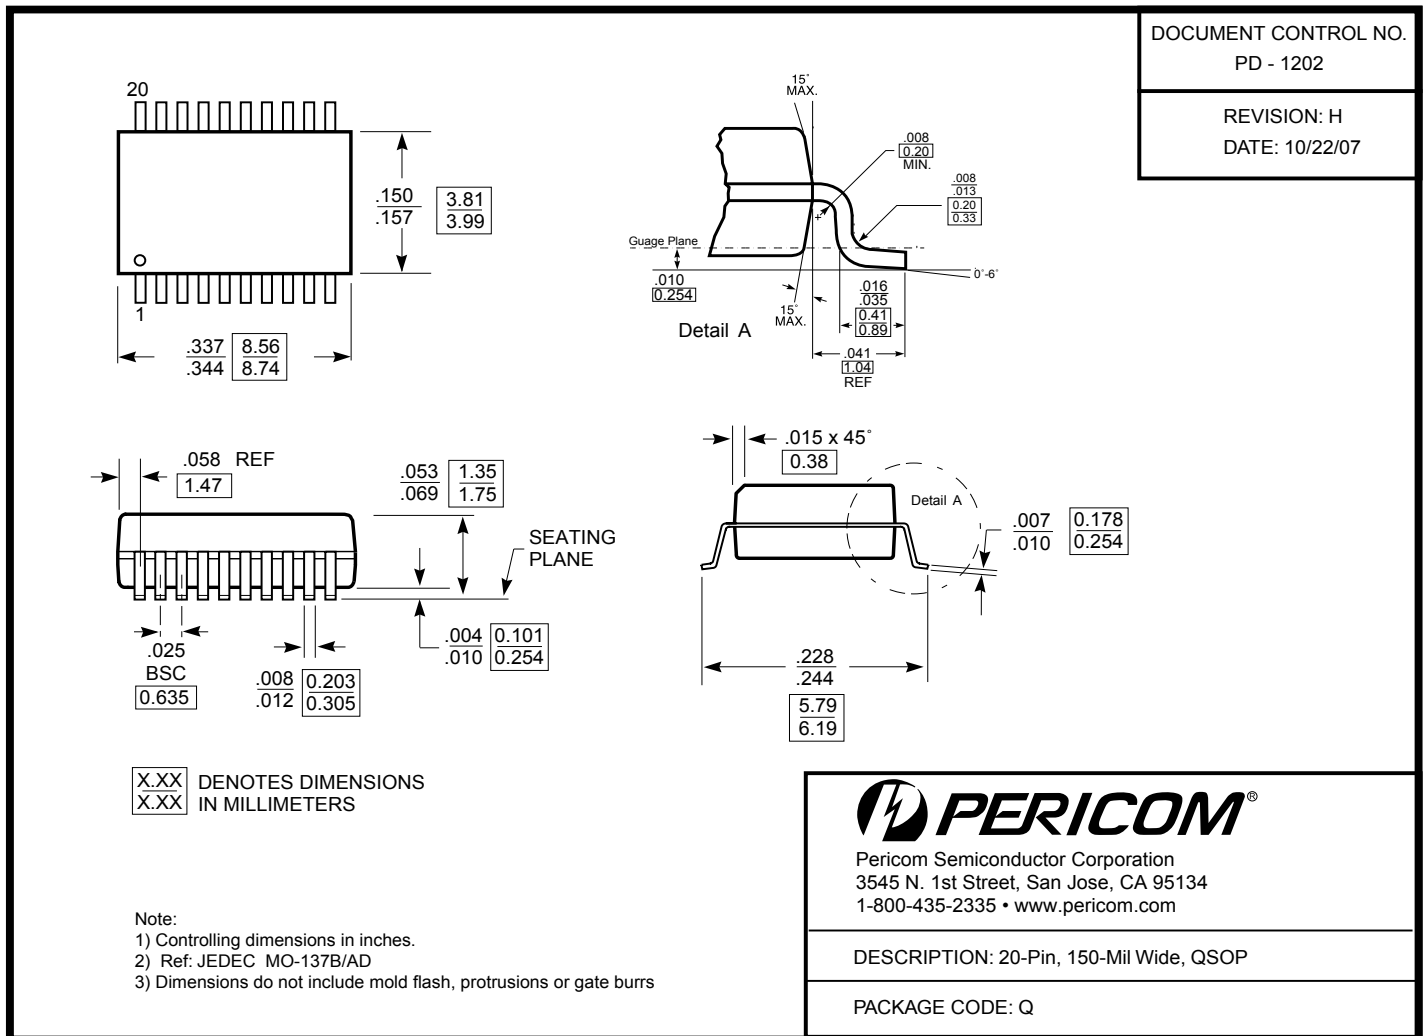 DOCUMENT CONTROL NO.
PD - 1202
REVISION: H
DATE: 10/22/07
20
1
.150
.157
3.81
3.99
.337
.344
8.56
8.74
15˚
MAX.
.008
0.20
MIN.
.008
.013
0.20
0.33
Guage Plane
.010
0.254
Detail A
15˚
MAX.
0˚-6˚
.016
.035
0.41
0.89
.041
1.04
REF
.058 REF
1.47
.053
.069
1.35
1.75
SEATING
PLANE
.004
.010
0.101
0.254
.025
BSC
0.635
.008
.012
0.203
0.305
.015 x 45˚
0.38
Detail A
.007
.010
0.178
0.254
.228
.244
5.79
6.19
X.XX
X.XX
DENOTES DIMENSIONS
IN MILLIMETERS
Note:
1) Controlling dimensions in inches.
2) Ref: JEDEC MO-137B/AD
3) Dimensions do not include mold flash, protrusions or gate burrs
PERICOM®
Pericom Semiconductor Corporation
3545 N. 1st Street, San Jose, CA 95134
1-800-435-2335 • www.pericom.com
DESCRIPTION: 20-Pin, 150-Mil Wide, QSOP
PACKAGE CODE: Q